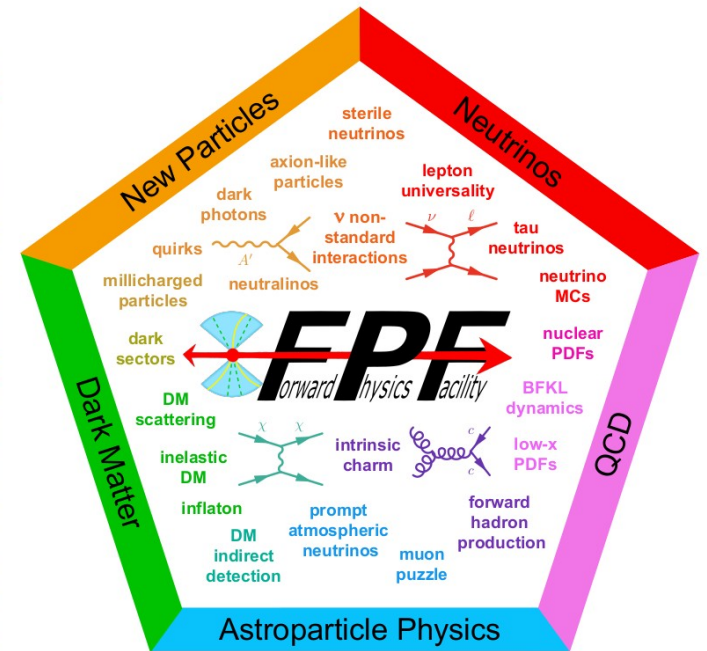 New Particles
Neutrinos
sterile
neutrinos
axion-like
particles
lepton
universality
dark
photons
ν non-
standard
interactions
ν
ℓ
tau
neutrinos
quirks
A′
neutralinos
neutrino
MCs
millicharged
particles
dark
sectors
FPF
Forward Physics Facility
nuclear
PDFs
Dark Matter
DM
scattering
BFKL
dynamics
QCD
χ
χ
inelastic
DM
intrinsic
charm
c
c
low-x
PDFs
inflaton
DM
indirect
detection
prompt
atmospheric
neutrinos
muon
puzzle
forward
hadron
production
Astroparticle Physics